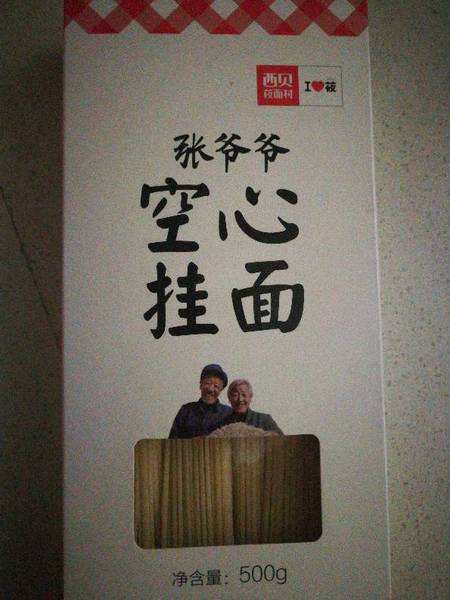 西贝
莜面村
I❤莜
张爷爷
空心
挂面
净含量：500g